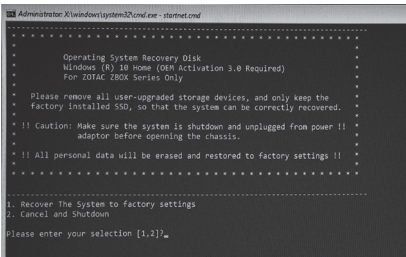 Administrator: X:\windows\system32\cmd.exe - startnet.cmd
----------------------------------------------------------------------
* * * * * * * * * * * * * * * * * * * * * * * * * * * * * * * * * * *
* *
* Operating System Recovery Disk *
* Windows (R) 10 Home (OEM Activation 3.0 Required) *
* For ZOTAC ZBOX Series Only *
* *
* Please remove all user-upgraded storage devices, and only keep the *
* factory installed SSD, so that the system can be correctly recovered. *
* *
* !! Caution: Make sure the system is shutdown and unplugged from power !! *
* adaptor before openning the chassis. *
* *
* !! All personal data will be erased and restored to factory settings !! *
* *
* * * * * * * * * * * * * * * * * * * * * * * * * * * * * * * * * * *
----------------------------------------------------------------------
1. Recover The System to factory settings
2. Cancel and Shutdown
Please enter your selection [1,2]?_